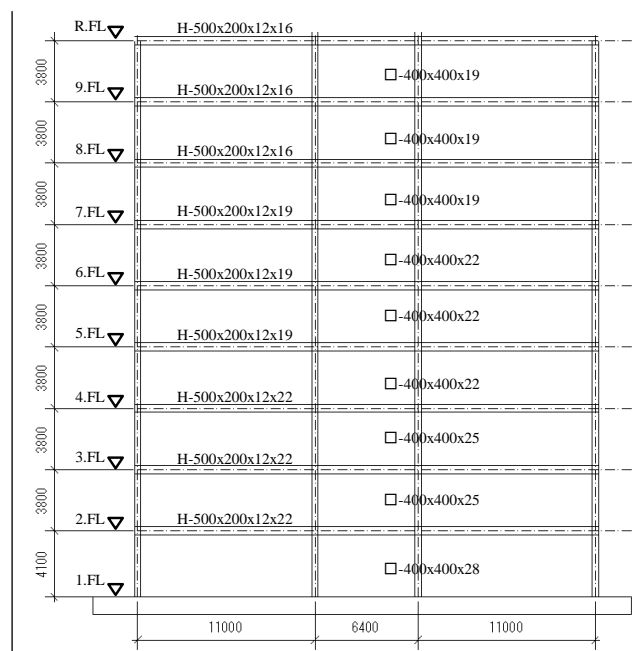 R.FL H-500x200x12x16
3800 □-400x400x19
9.FL H-500x200x12x16
3800 □-400x400x19
8.FL H-500x200x12x16
3800 □-400x400x19
7.FL H-500x200x12x19
3800 □-400x400x22
6.FL H-500x200x12x19
3800 □-400x400x22
5.FL H-500x200x12x19
3800 □-400x400x22
4.FL H-500x200x12x22
3800 □-400x400x25
3.FL H-500x200x12x22
3800 □-400x400x25
2.FL H-500x200x12x22
4100 □-400x400x28
1.FL
11000 6400 11000